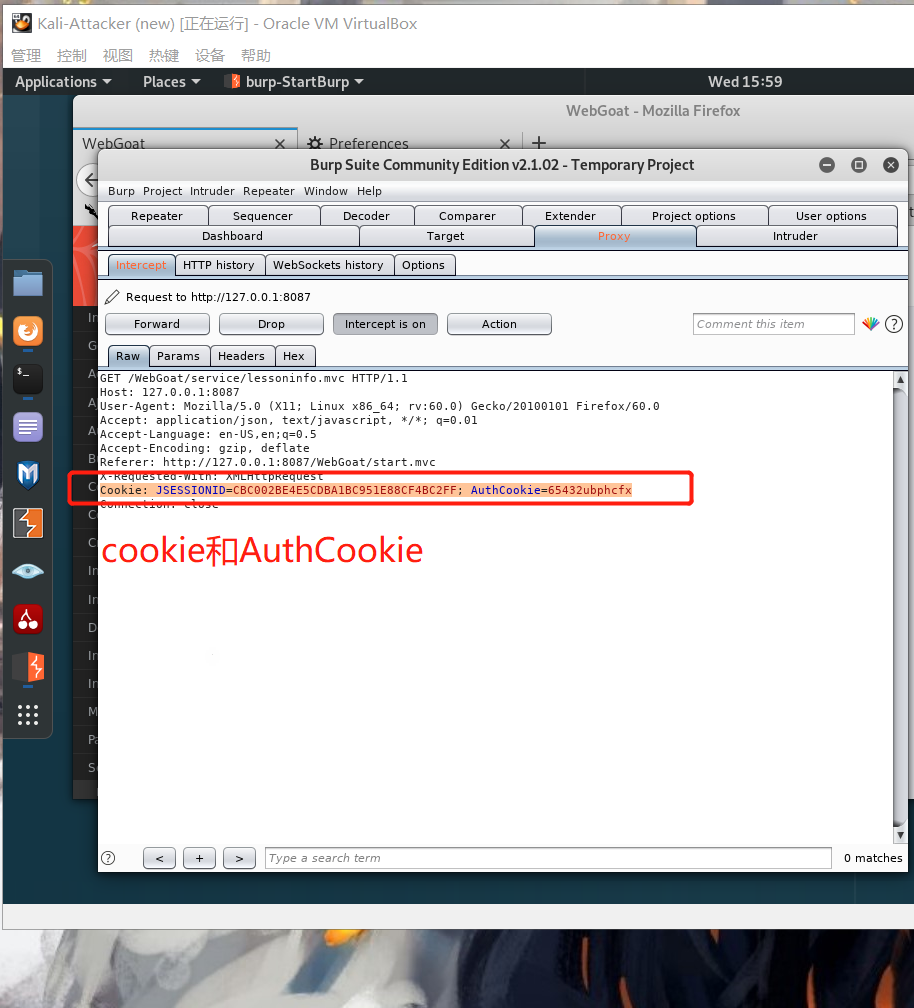 Kali-Attacker (new) [正在运行] - Oracle VM VirtualBox
管理 控制 视图 热键 设备 帮助
Applications Places burp-StartBurp Wed 15:59
WebGoat - Mozilla Firefox
WebGoat Preferences
Burp Suite Community Edition v2.1.02 - Temporary Project
Burp Project Intruder Repeater Window Help
Repeater Sequencer Decoder Comparer Extender Project options User options
Dashboard Target Proxy Intruder
Intercept HTTP history WebSockets history Options
Request to http://127.0.0.1:8087
Forward Drop Intercept is on Action Comment this item ?
Raw Params Headers Hex
GET /WebGoat/service/lessoninfo.mvc HTTP/1.1
Host: 127.0.0.1:8087
User-Agent: Mozilla/5.0 (X11; Linux x86_64; rv:60.0) Gecko/20100101 Firefox/60.0
Accept: application/json, text/javascript, */*; q=0.01
Accept-Language: en-US,en;q=0.5
Accept-Encoding: gzip, deflate
Referer: http://127.0.0.1:8087/WebGoat/start.mvc
X-Requested-With: XMLHttpRequest
Cookie: JSESSIONID=CBC002BE4E5CDBA1BC951E88CF4BC2FF; AuthCookie=65432ubphcfx
Connection: close
cookie和AuthCookie
? < + > Type a search term 0 matches